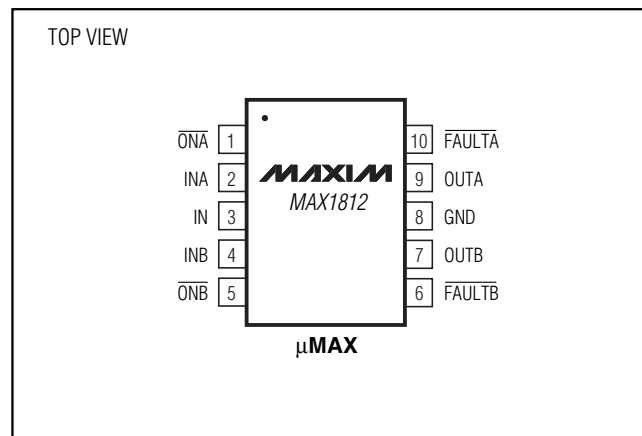 TOP VIEW
ONA 1 10 FAULTA
INA 2 MAXIM 9 OUTA
MAX1812
IN 3 8 GND
INB 4 7 OUTB
ONB 5 6 FAULTB
µMAX